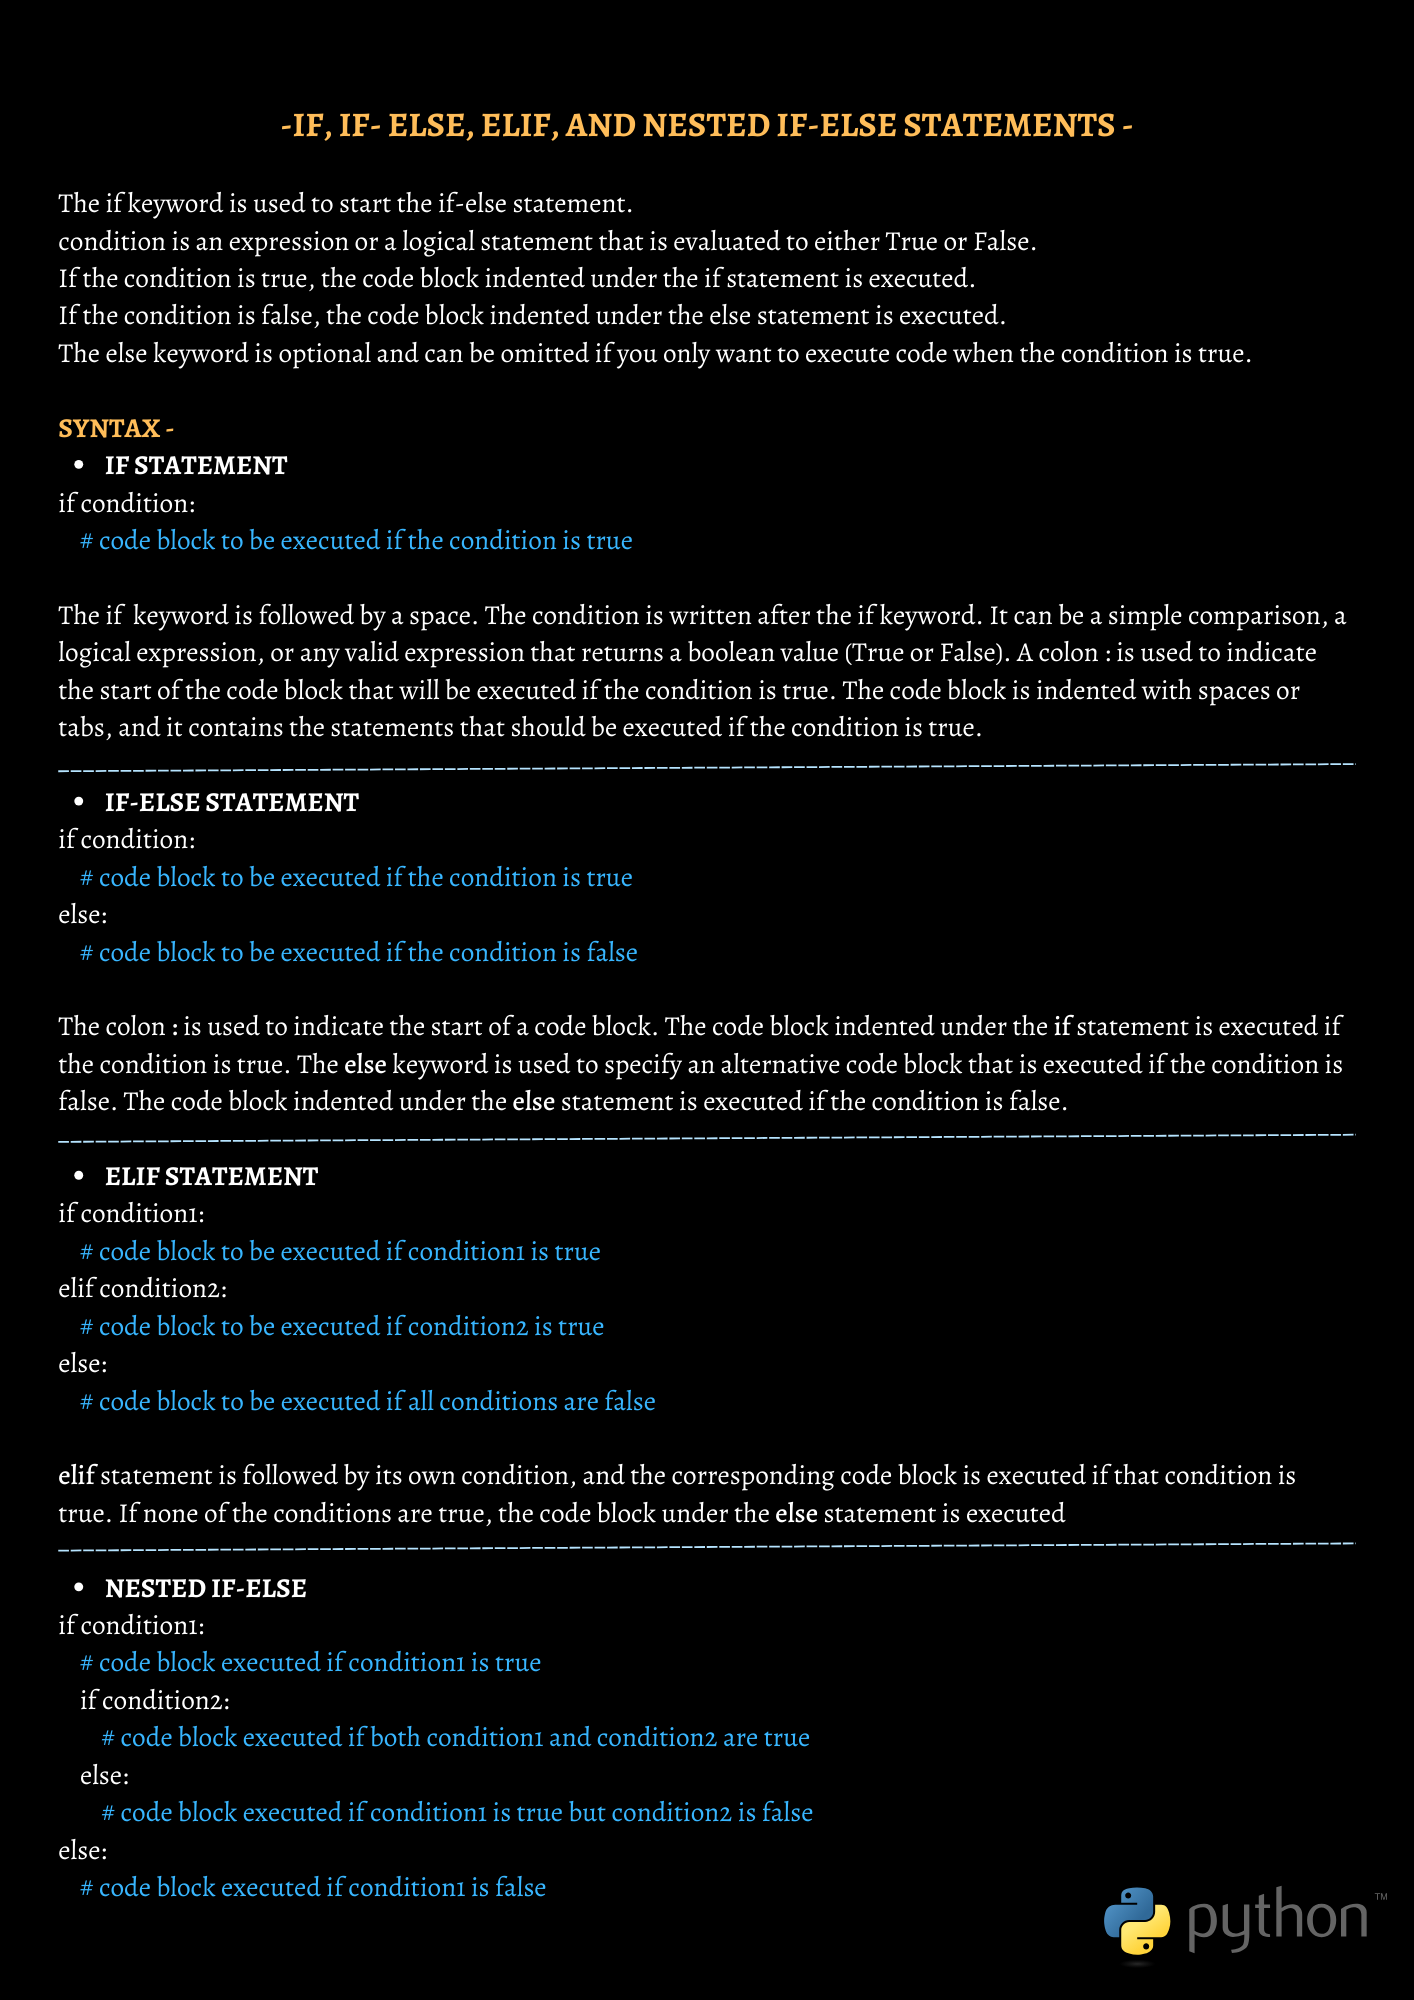 -IF, IF- ELSE, ELIF, AND NESTED IF-ELSE STATEMENTS -
The if keyword is used to start the if-else statement.
condition is an expression or a logical statement that is evaluated to either True or False.
If the condition is true, the code block indented under the if statement is executed.
If the condition is false, the code block indented under the else statement is executed.
The else keyword is optional and can be omitted if you only want to execute code when the condition is true.
SYNTAX -
• IF STATEMENT
if condition:
    # code block to be executed if the condition is true
The if  keyword is followed by a space. The condition is written after the if keyword. It can be a simple comparison, a
logical expression, or any valid expression that returns a boolean value (True or False). A colon : is used to indicate
the start of the code block that will be executed if the condition is true. The code block is indented with spaces or
tabs, and it contains the statements that should be executed if the condition is true.
• IF-ELSE STATEMENT
if condition:
    # code block to be executed if the condition is true
else:
    # code block to be executed if the condition is false
The colon : is used to indicate the start of a code block. The code block indented under the if statement is executed if
the condition is true. The else keyword is used to specify an alternative code block that is executed if the condition is
false. The code block indented under the else statement is executed if the condition is false.
• ELIF STATEMENT
if condition1:
    # code block to be executed if condition1 is true
elif condition2:
    # code block to be executed if condition2 is true
else:
    # code block to be executed if all conditions are false
elif statement is followed by its own condition, and the corresponding code block is executed if that condition is
true. If none of the conditions are true, the code block under the else statement is executed
• NESTED IF-ELSE
if condition1:
    # code block executed if condition1 is true
    if condition2:
        # code block executed if both condition1 and condition2 are true
    else:
        # code block executed if condition1 is true but condition2 is false
else:
    # code block executed if condition1 is false
python™